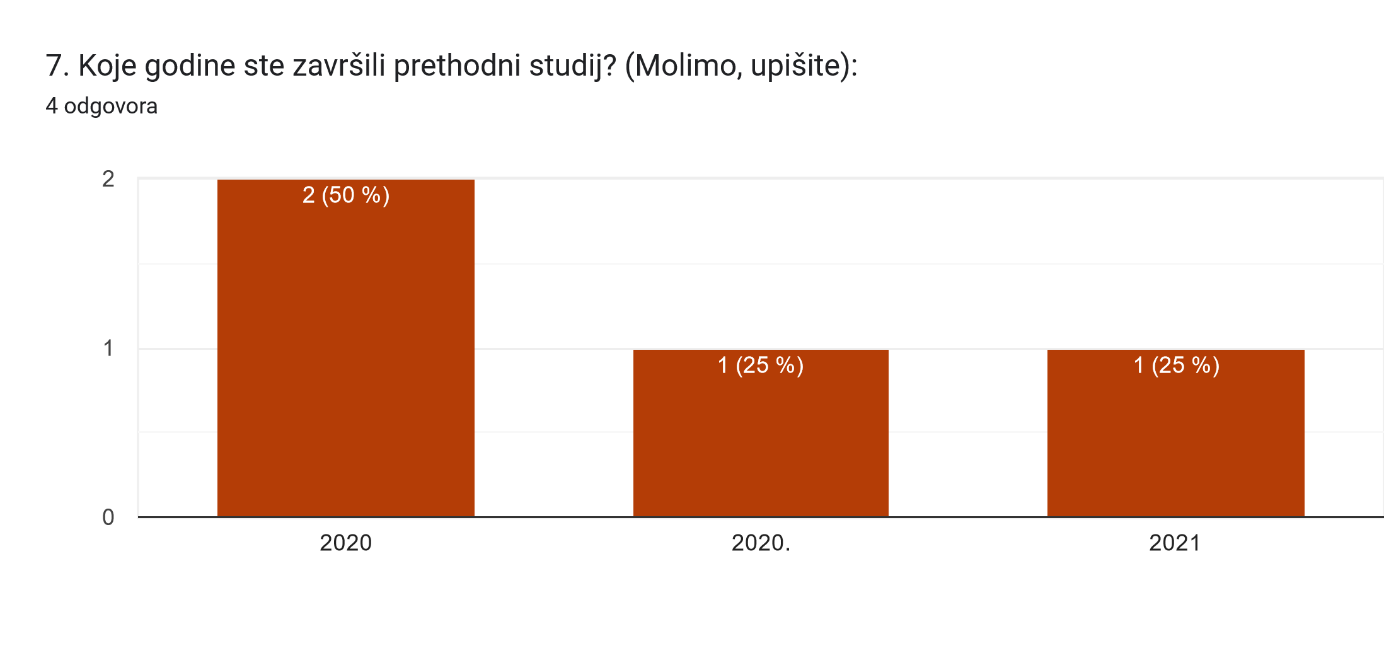 7. Koje godine ste završili prethodni studij? (Molimo, upišite):
4 odgovora
2
2 (50 %)
1
1 (25 %)
1 (25 %)
0
2020
2020.
2021